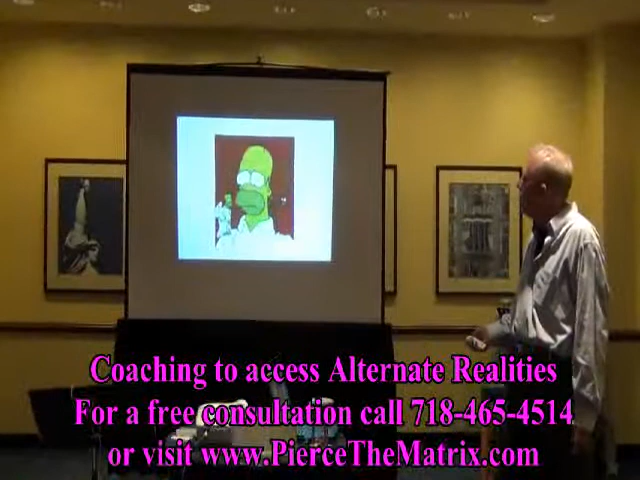 Coaching to access Alternate Realities
For a free consultation call 718-465-4514
or visit www.PierceTheMatrix.com